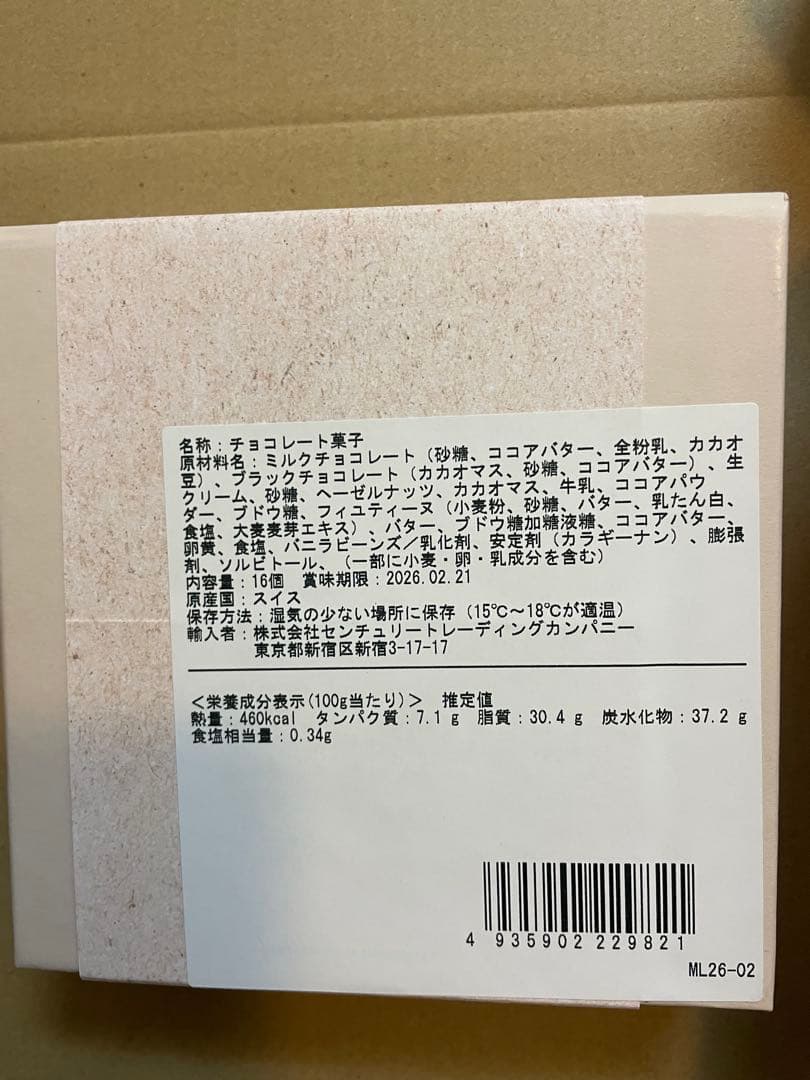 名称：チョコレート菓子
原材料名：ミルクチョコレート（砂糖、ココアバター、全粉乳、カカオ
豆）、ブラックチョコレート（カカオマス、砂糖、ココアバター）、生
クリーム、砂糖、ヘーゼルナッツ、カカオマス、牛乳、ココアパウ
ダー、ブドウ糖、フィユティーヌ（小麦粉、砂糖、バター、乳たん白、
食塩、大麦麦芽エキス）、バター、ブドウ糖加糖液糖、ココアバター、
卵黄、食塩、バニラビーンズ／乳化剤、安定剤（カラギーナン）、膨張
剤、ソルビトール、（一部に小麦・卵・乳成分を含む）
内容量：16個　賞味期限：2026.02.21
原産国：スイス
保存方法：湿気の少ない場所に保存（15℃～18℃が適温）
輸入者：株式会社センチュリートレーディングカンパニー
東京都新宿区新宿3-17-17
＜栄養成分表示(100g当たり)＞　推定値
熱量：460kcal　タンパク質：7.1 g　脂質：30.4 g　炭水化物：37.2 g
食塩相当量：0.34g
4 935902 229821
ML26-02